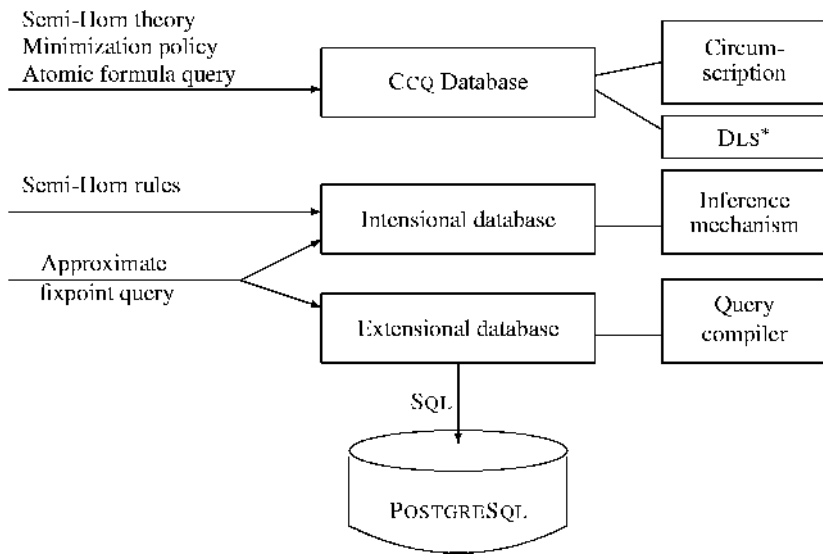 Semi-Horn theory
Minimization policy
Atomic formula query
CCQ Database
Circum-
scription
DLS*
Semi-Horn rules
Intensional database
Inference
mechanism
Approximate
fixpoint query
Extensional database
Query
compiler
SQL
POSTGRESQL